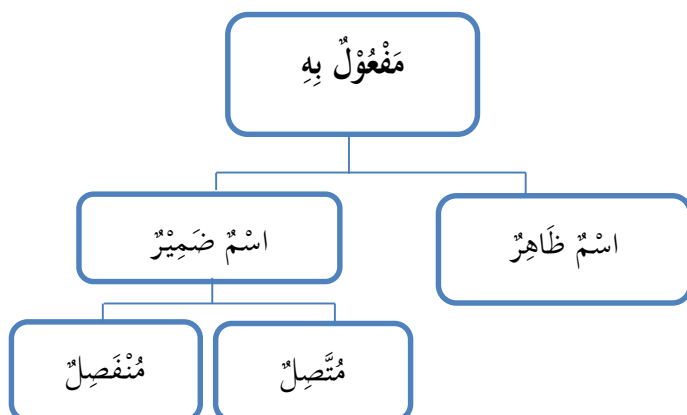 مَفْعُوْلٌ بِهِ
اسْمٌ ظَاهِرٌ
اسْمٌ ضَمِيْرٌ
مُتَّصِلٌ
مُنْفَصِلٌ